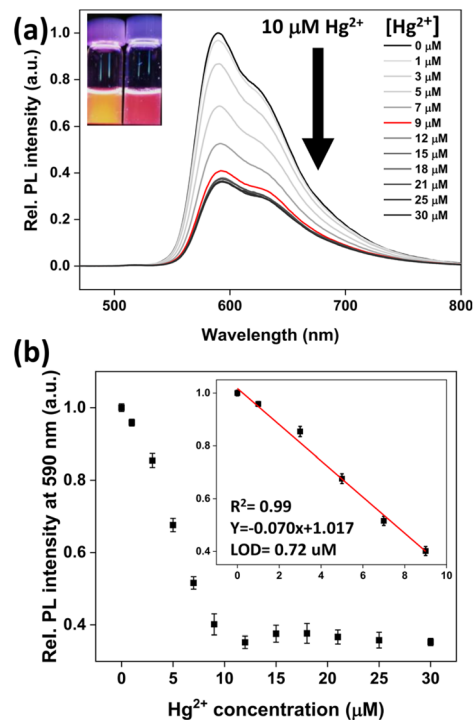 (a)
10 μM Hg²⁺
[Hg²⁺]
0 μM
1 μM
3 μM
5 μM
7 μM
9 μM
12 μM
15 μM
18 μM
21 μM
25 μM
30 μM
Rel. PL intensity (a.u.)
1.0
0.8
0.6
0.4
0.2
0.0
500
600
700
800
Wavelength (nm)
(b)
Rel. PL intensity at 590 nm (a.u.)
1.0
0.8
0.6
0.4
1.0
0.8
0.6
0.4
R²= 0.99
Y=-0.070x+1.017
LOD= 0.72 uM
0
2
4
6
8
10
0
5
10
15
20
25
30
Hg²⁺ concentration (μM)